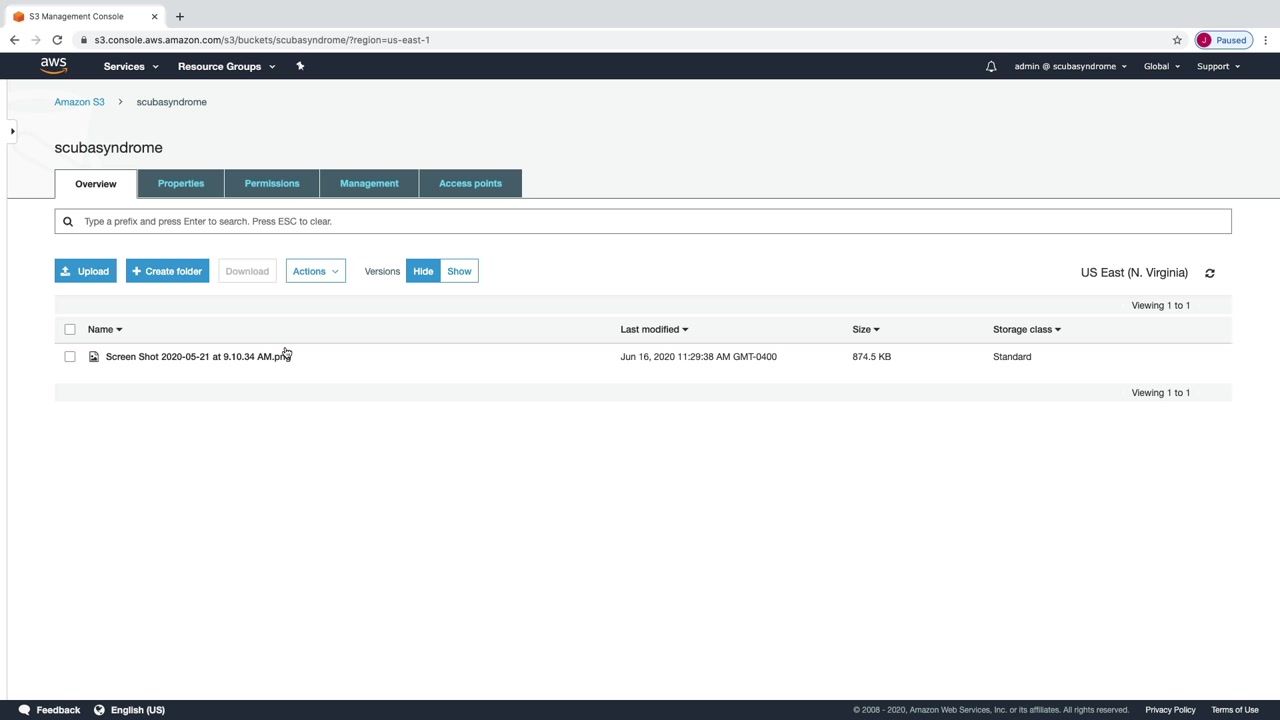 S3 Management Console
s3.console.aws.amazon.com/s3/buckets/scubasyndrome/?region=us-east-1
J Paused
aws Services Resource Groups admin @ scubasyndrome Global Support
Amazon S3 > scubasyndrome
scubasyndrome
Overview Properties Permissions Management Access points
Type a prefix and press Enter to search. Press ESC to clear.
Upload + Create folder Download Actions Versions Hide Show US East (N. Virginia)
Viewing 1 to 1
Name Last modified Size Storage class
Screen Shot 2020-05-21 at 9.10.34 AM.png Jun 16, 2020 11:29:38 AM GMT-0400 874.5 KB Standard
Viewing 1 to 1
Feedback English (US) © 2008 - 2020, Amazon Web Services, Inc. or its affiliates. All rights reserved. Privacy Policy Terms of Use